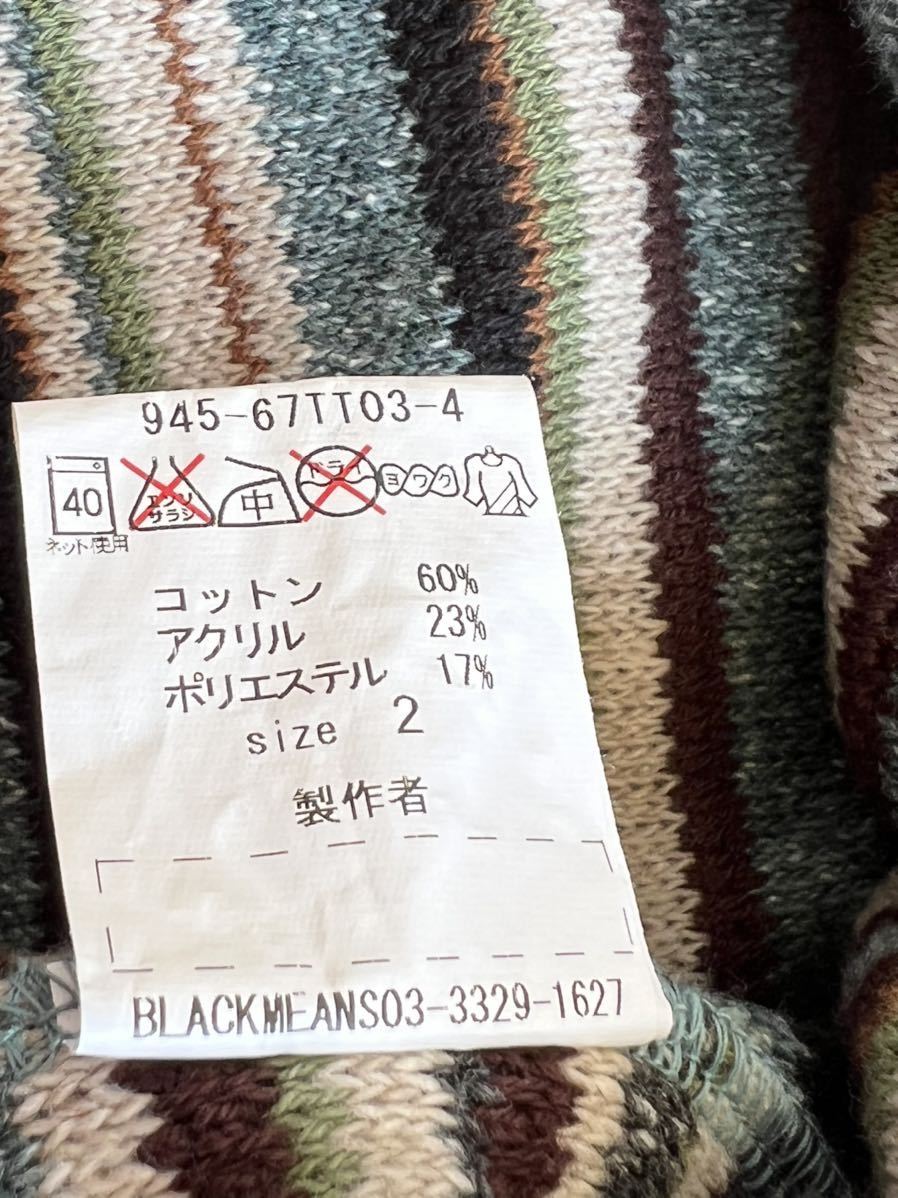 945-67TT03-4
40 エンソ サラシ 中 ドライ ヨワク
ネット使用
コットン 60%
アクリル 23%
ポリエステル 17%
size 2
製作者
BLACKMEANS03-3329-1627